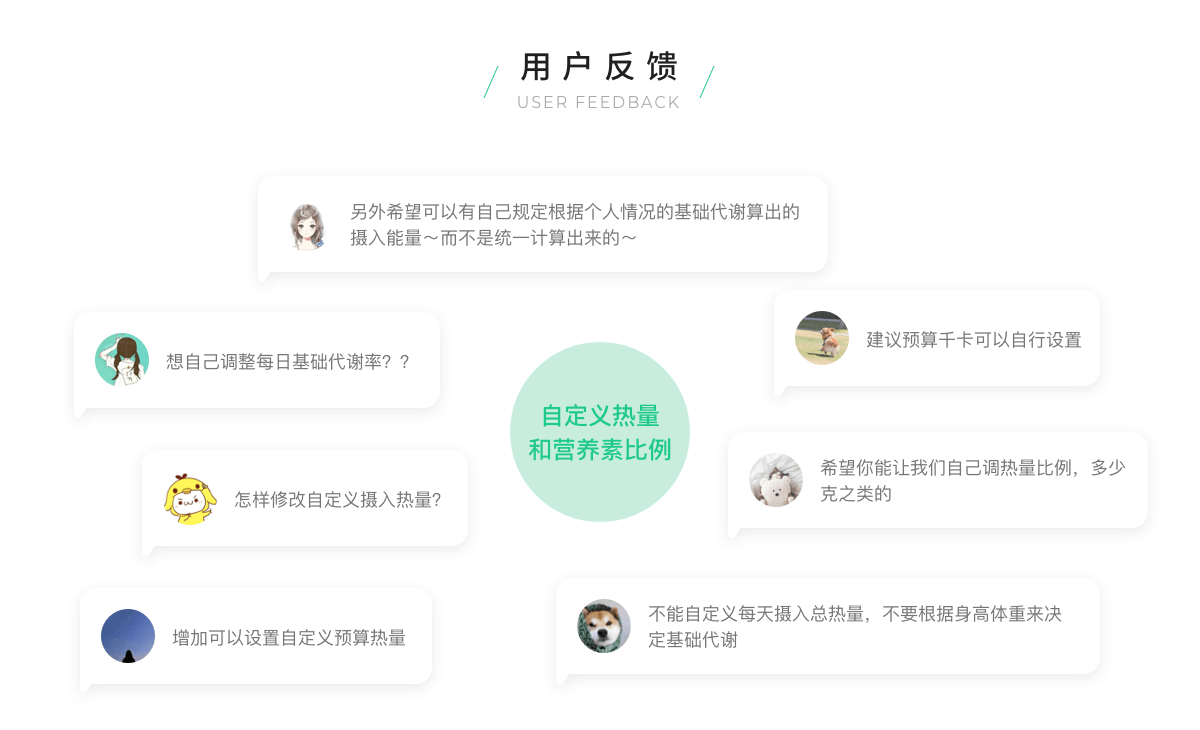 用户反馈
USER FEEDBACK
另外希望可以有自己规定根据个人情况的基础代谢算出的
摄入能量～而不是统一计算出来的～
建议预算千卡可以自行设置
想自己调整每日基础代谢率？？
自定义热量
和营养素比例
希望你能让我们自己调热量比例，多少
克之类的
怎样修改自定义摄入热量？
不能自定义每天摄入总热量，不要根据身高体重来决
定基础代谢
增加可以设置自定义预算热量